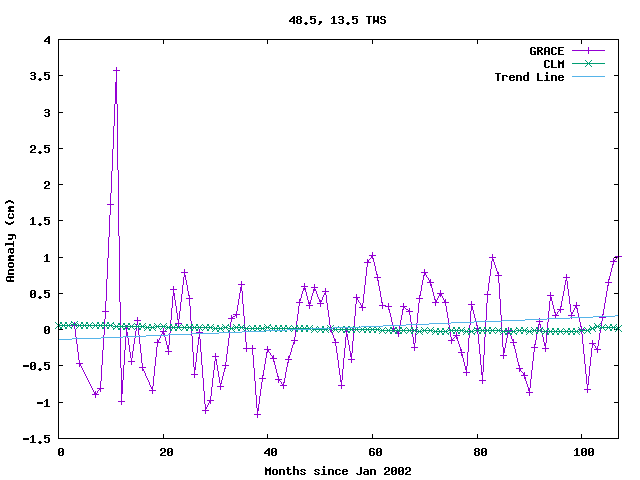 48.5, 13.5 TWS
GRACE
CLM
Trend Line
4
3.5
3
2.5
2
1.5
1
0.5
0
-0.5
-1
-1.5
Anomaly (cm)
0 20 40 60 80 100
Months since Jan 2002